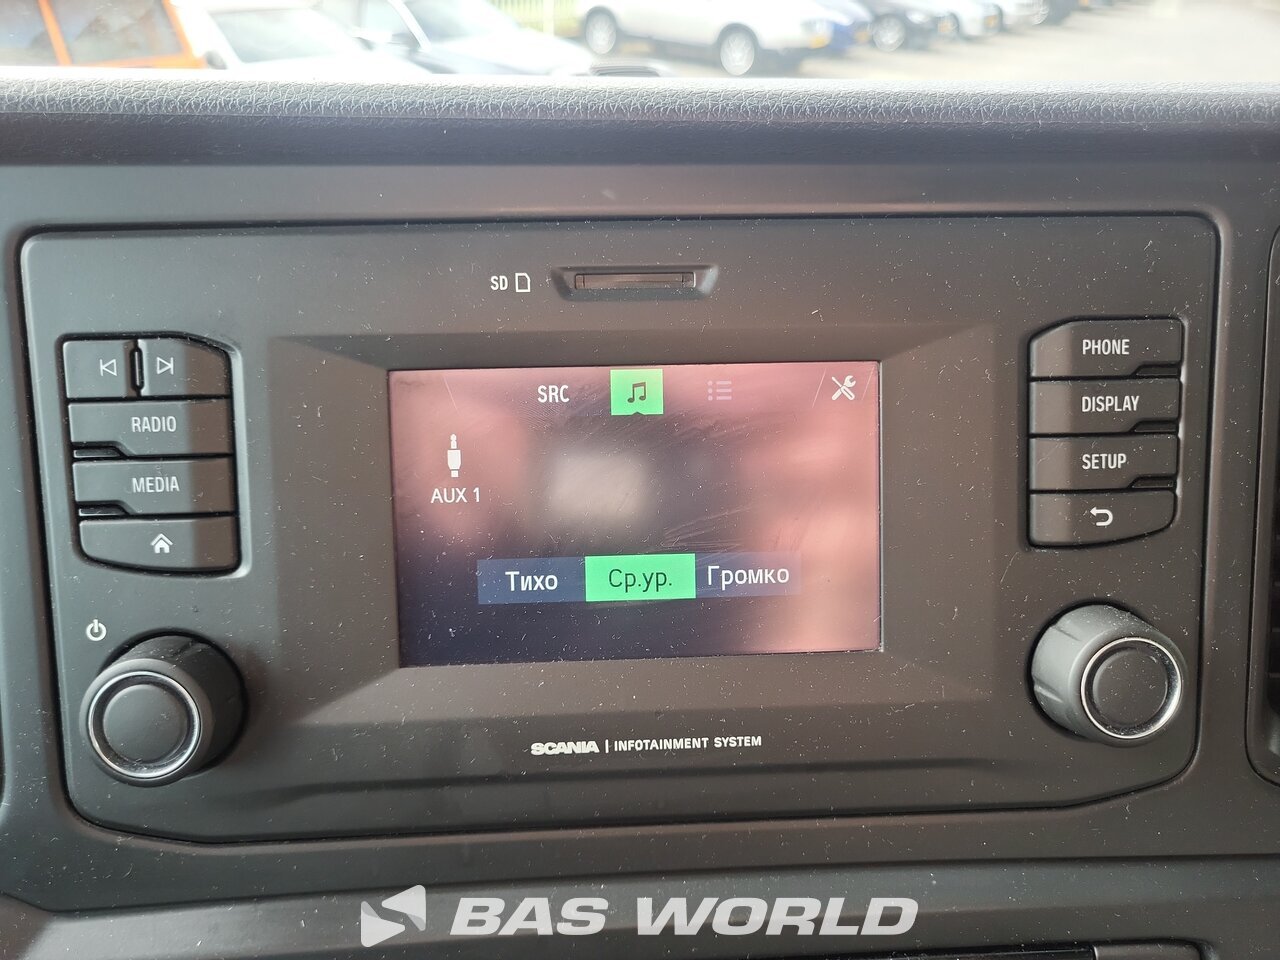 SD
RADIO
MEDIA
PHONE
DISPLAY
SETUP
SRC
AUX 1
Тихо
Ср.ур.
Громко
SCANIA | INFOTAINMENT SYSTEM
BAS WORLD